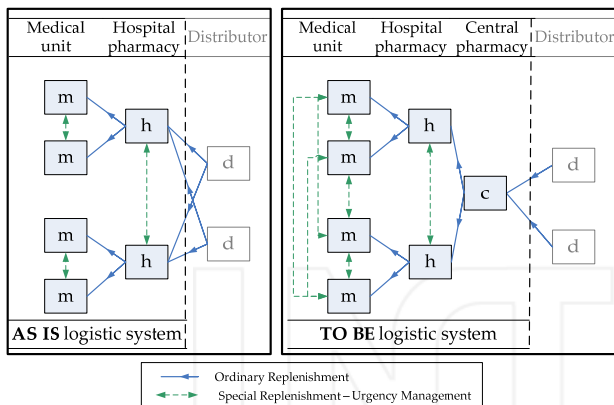 Medical unit
Hospital pharmacy
Distributor
m
m
h
d
d
m
m
h
AS IS logistic system
Medical unit
Hospital pharmacy
Central pharmacy
Distributor
m
m
h
d
c
d
m
m
h
TO BE logistic system
Ordinary Replenishment
Special Replenishment – Urgency Management